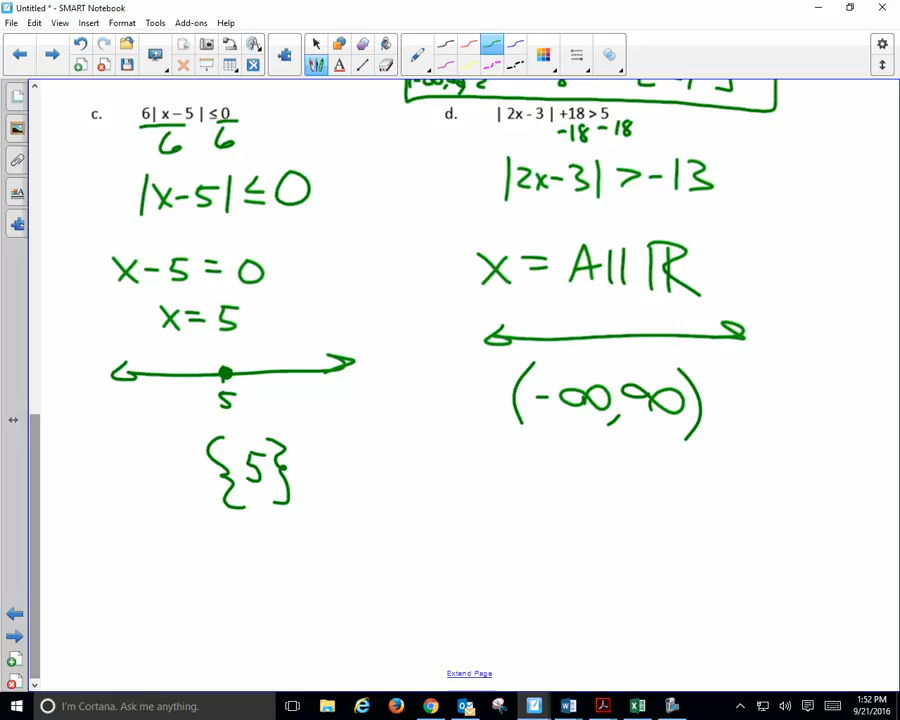 Untitled * - SMART Notebook
File Edit View Insert Format Tools Add-ons Help
c. 6| x – 5 | ≤ 0
6 6
|x-5| ≤ 0
x-5 = 0
x = 5
5
{5}
d. | 2x - 3 | +18 > 5
-18 -18
|2x-3| > -13
x = All ℝ
(-∞,∞)
Extend Page
I'm Cortana. Ask me anything.
1:52 PM
9/21/2016